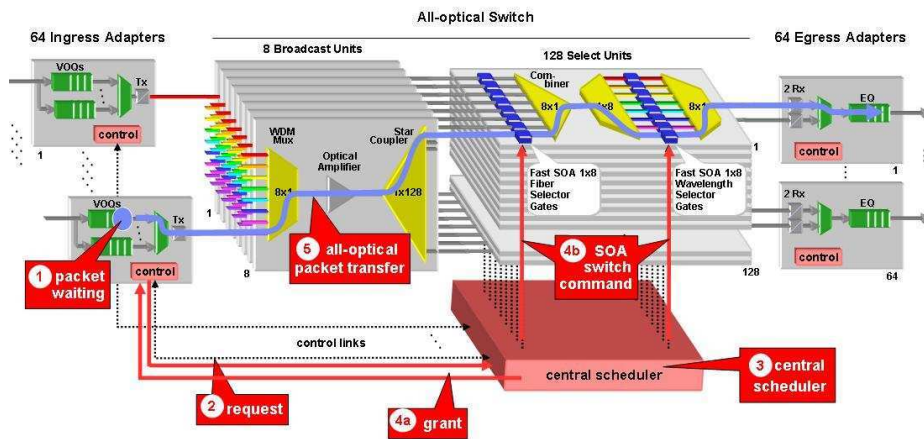 All-optical Switch
64 Ingress Adapters
8 Broadcast Units
128 Select Units
64 Egress Adapters
VOQs
Tx
control
1
WDM
Mux
8x1
Optical
Amplifier
Star
Coupler
1x128
1
8
Com-
biner
8x1
1x8
8x1
Fast SOA 1x8
Fiber
Selector
Gates
Fast SOA 1x8
Wavelength
Selector
Gates
1
128
2 Rx
EQ
control
1
2 Rx
EQ
control
64
VOQs
Tx
control
64
1 packet
waiting
5 all-optical
packet transfer
4b SOA
switch
command
control links
central scheduler
3 central
scheduler
2 request
4a grant